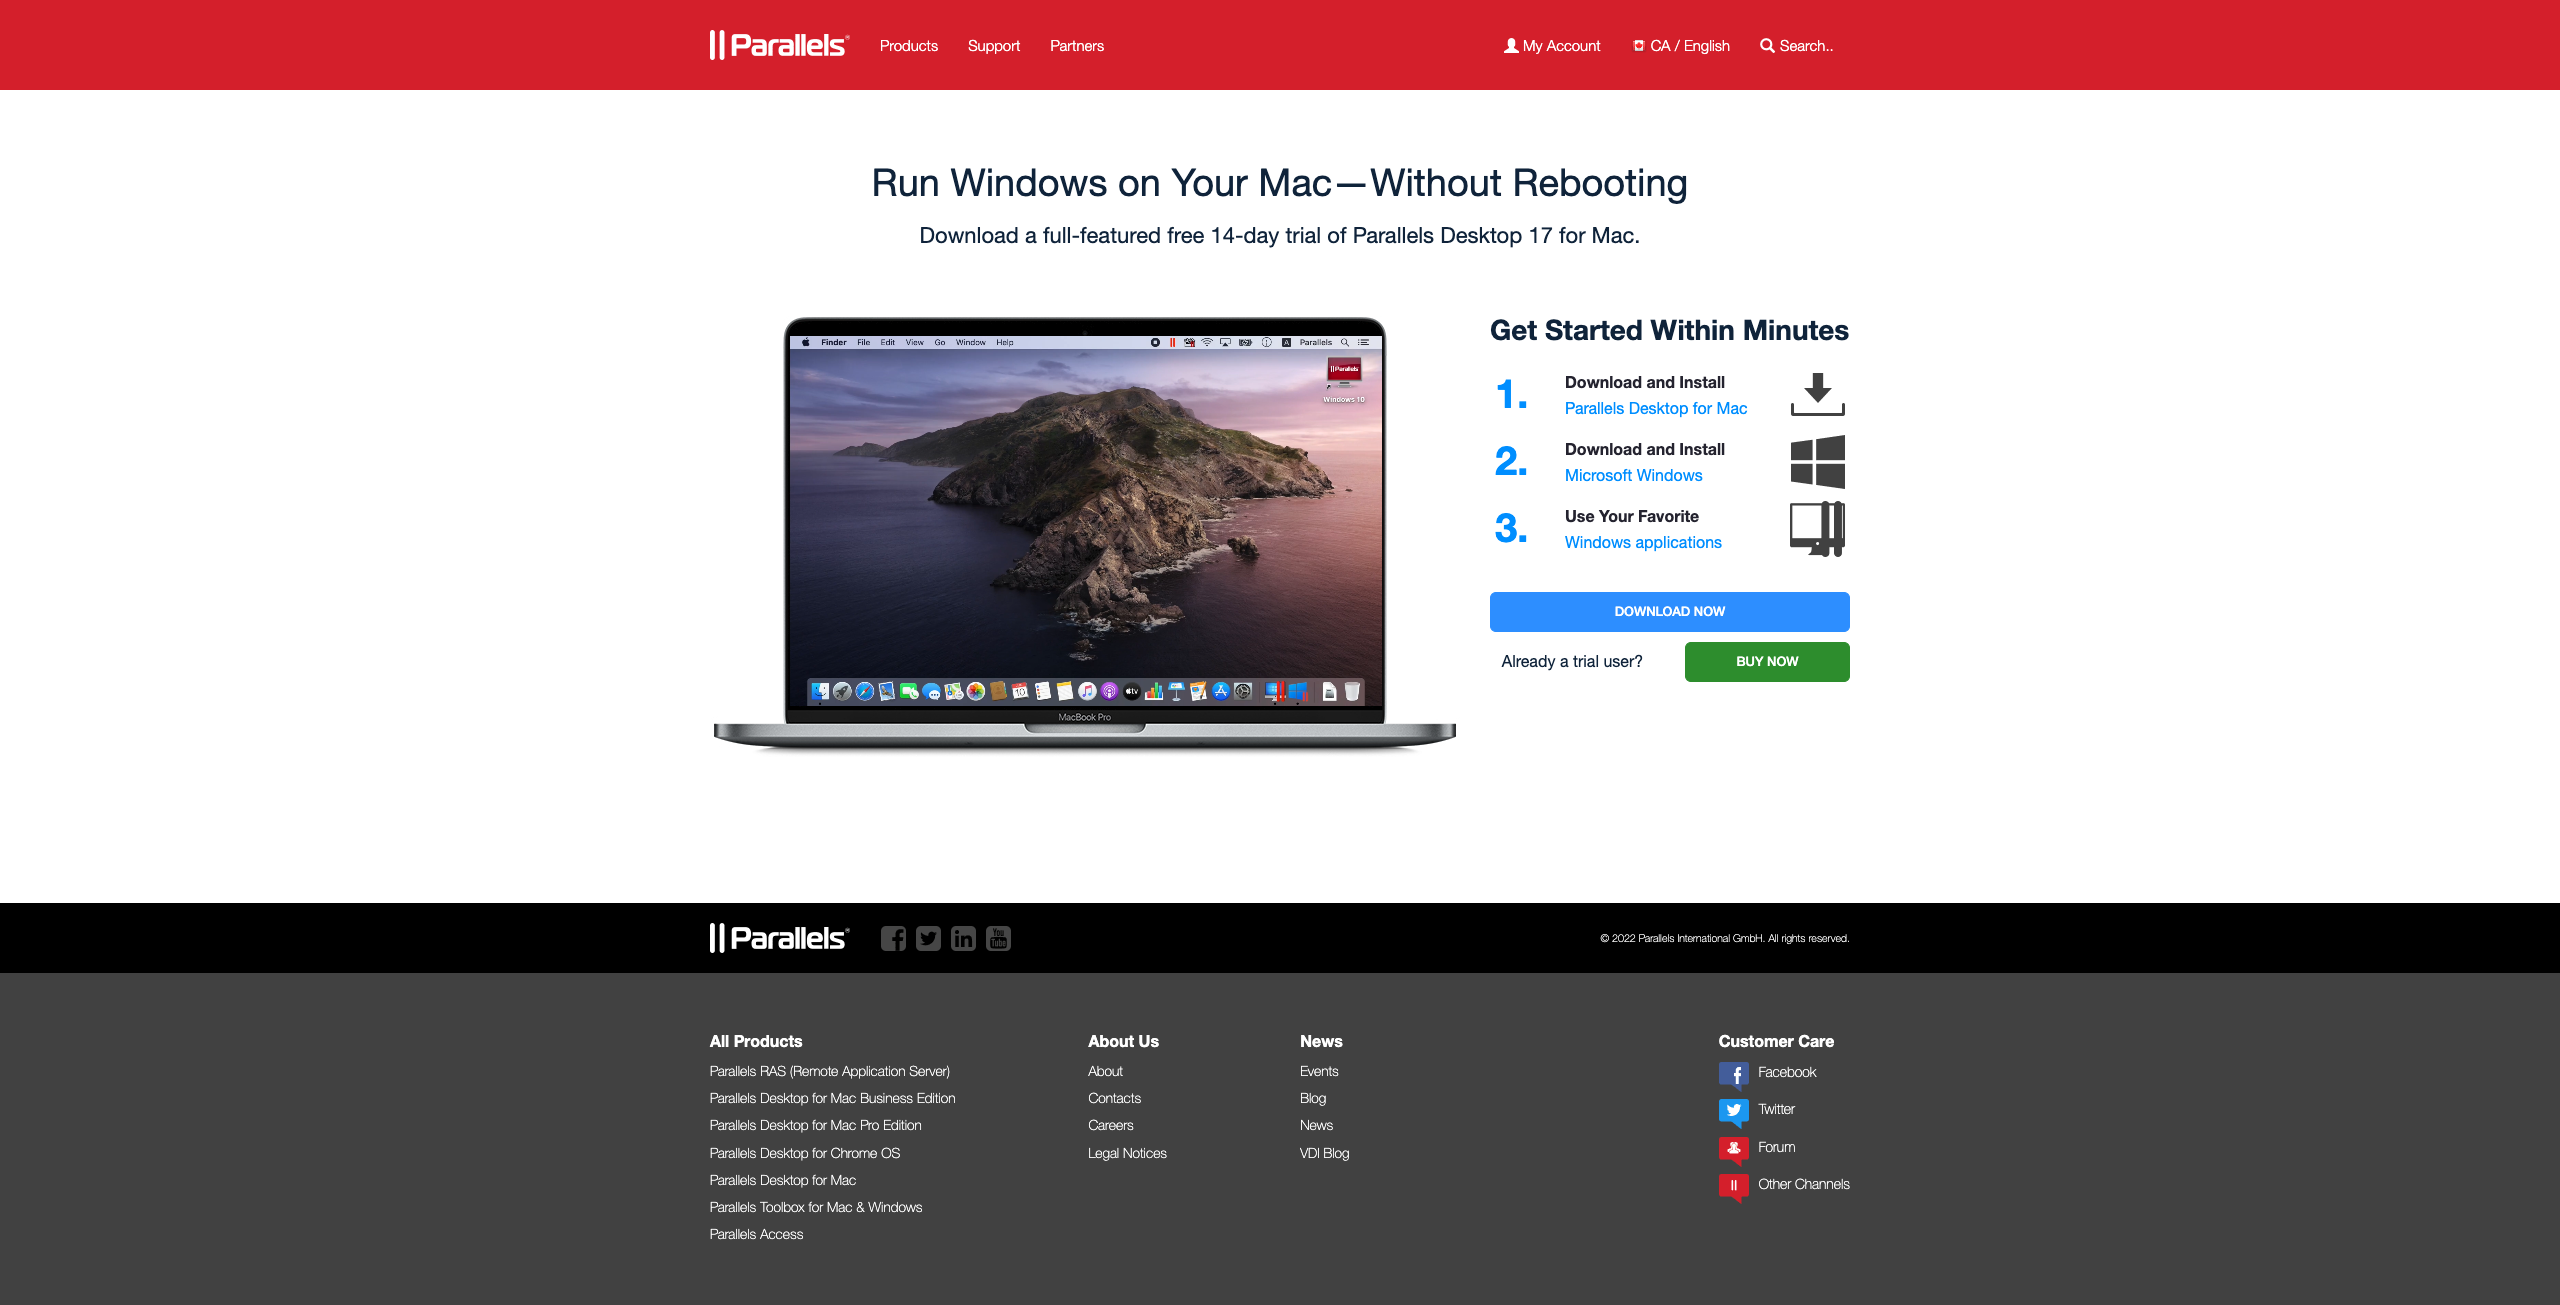 Parallels
Products
Support
Partners
My Account
CA / English
Search..
Run Windows on Your Mac—Without Rebooting
Download a full-featured free 14-day trial of Parallels Desktop 17 for Mac.
Finder File Edit View Go Window Help
Parallels
Parallels
Windows 10
MacBook Pro
Get Started Within Minutes
1.
Download and Install
Parallels Desktop for Mac
2.
Download and Install
Microsoft Windows
3.
Use Your Favorite
Windows applications
DOWNLOAD NOW
Already a trial user?
BUY NOW
Parallels
You
Tube
© 2022 Parallels International GmbH. All rights reserved.
All Products
Parallels RAS (Remote Application Server)
Parallels Desktop for Mac Business Edition
Parallels Desktop for Mac Pro Edition
Parallels Desktop for Chrome OS
Parallels Desktop for Mac
Parallels Toolbox for Mac & Windows
Parallels Access
About Us
About
Contacts
Careers
Legal Notices
News
Events
Blog
News
VDI Blog
Customer Care
Facebook
Twitter
Forum
Other Channels